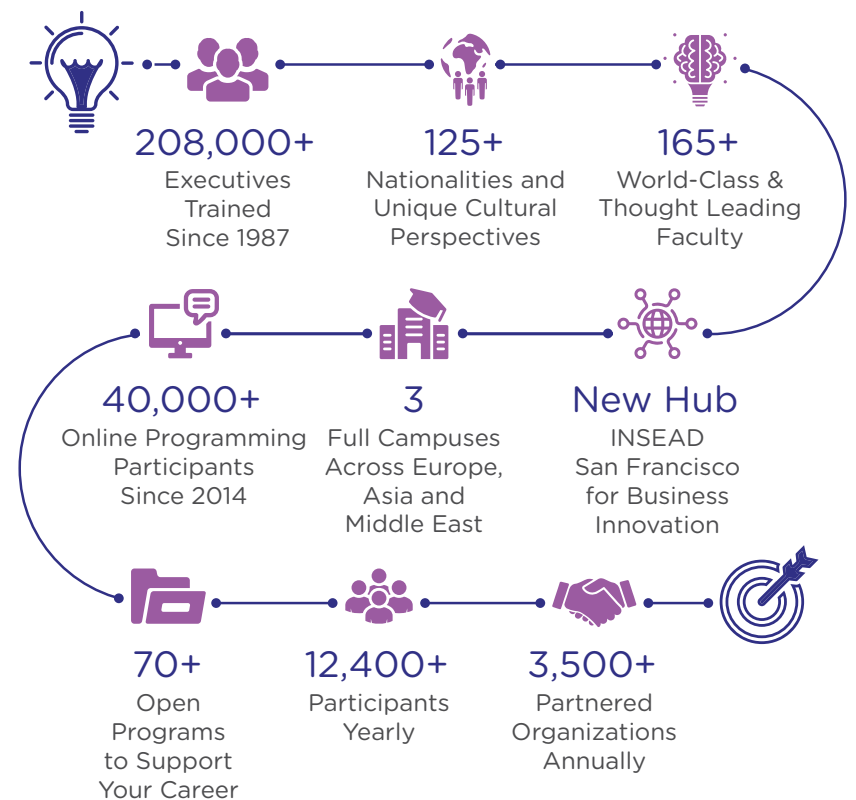 208,000+
Executives
Trained
Since 1987
125+
Nationalities and
Unique Cultural
Perspectives
165+
World-Class &
Thought Leading
Faculty
40,000+
Online Programming
Participants
Since 2014
3
Full Campuses
Across Europe,
Asia and
Middle East
New Hub
INSEAD
San Francisco
for Business
Innovation
70+
Open
Programs
to Support
Your Career
12,400+
Participants
Yearly
3,500+
Partnered
Organizations
Annually